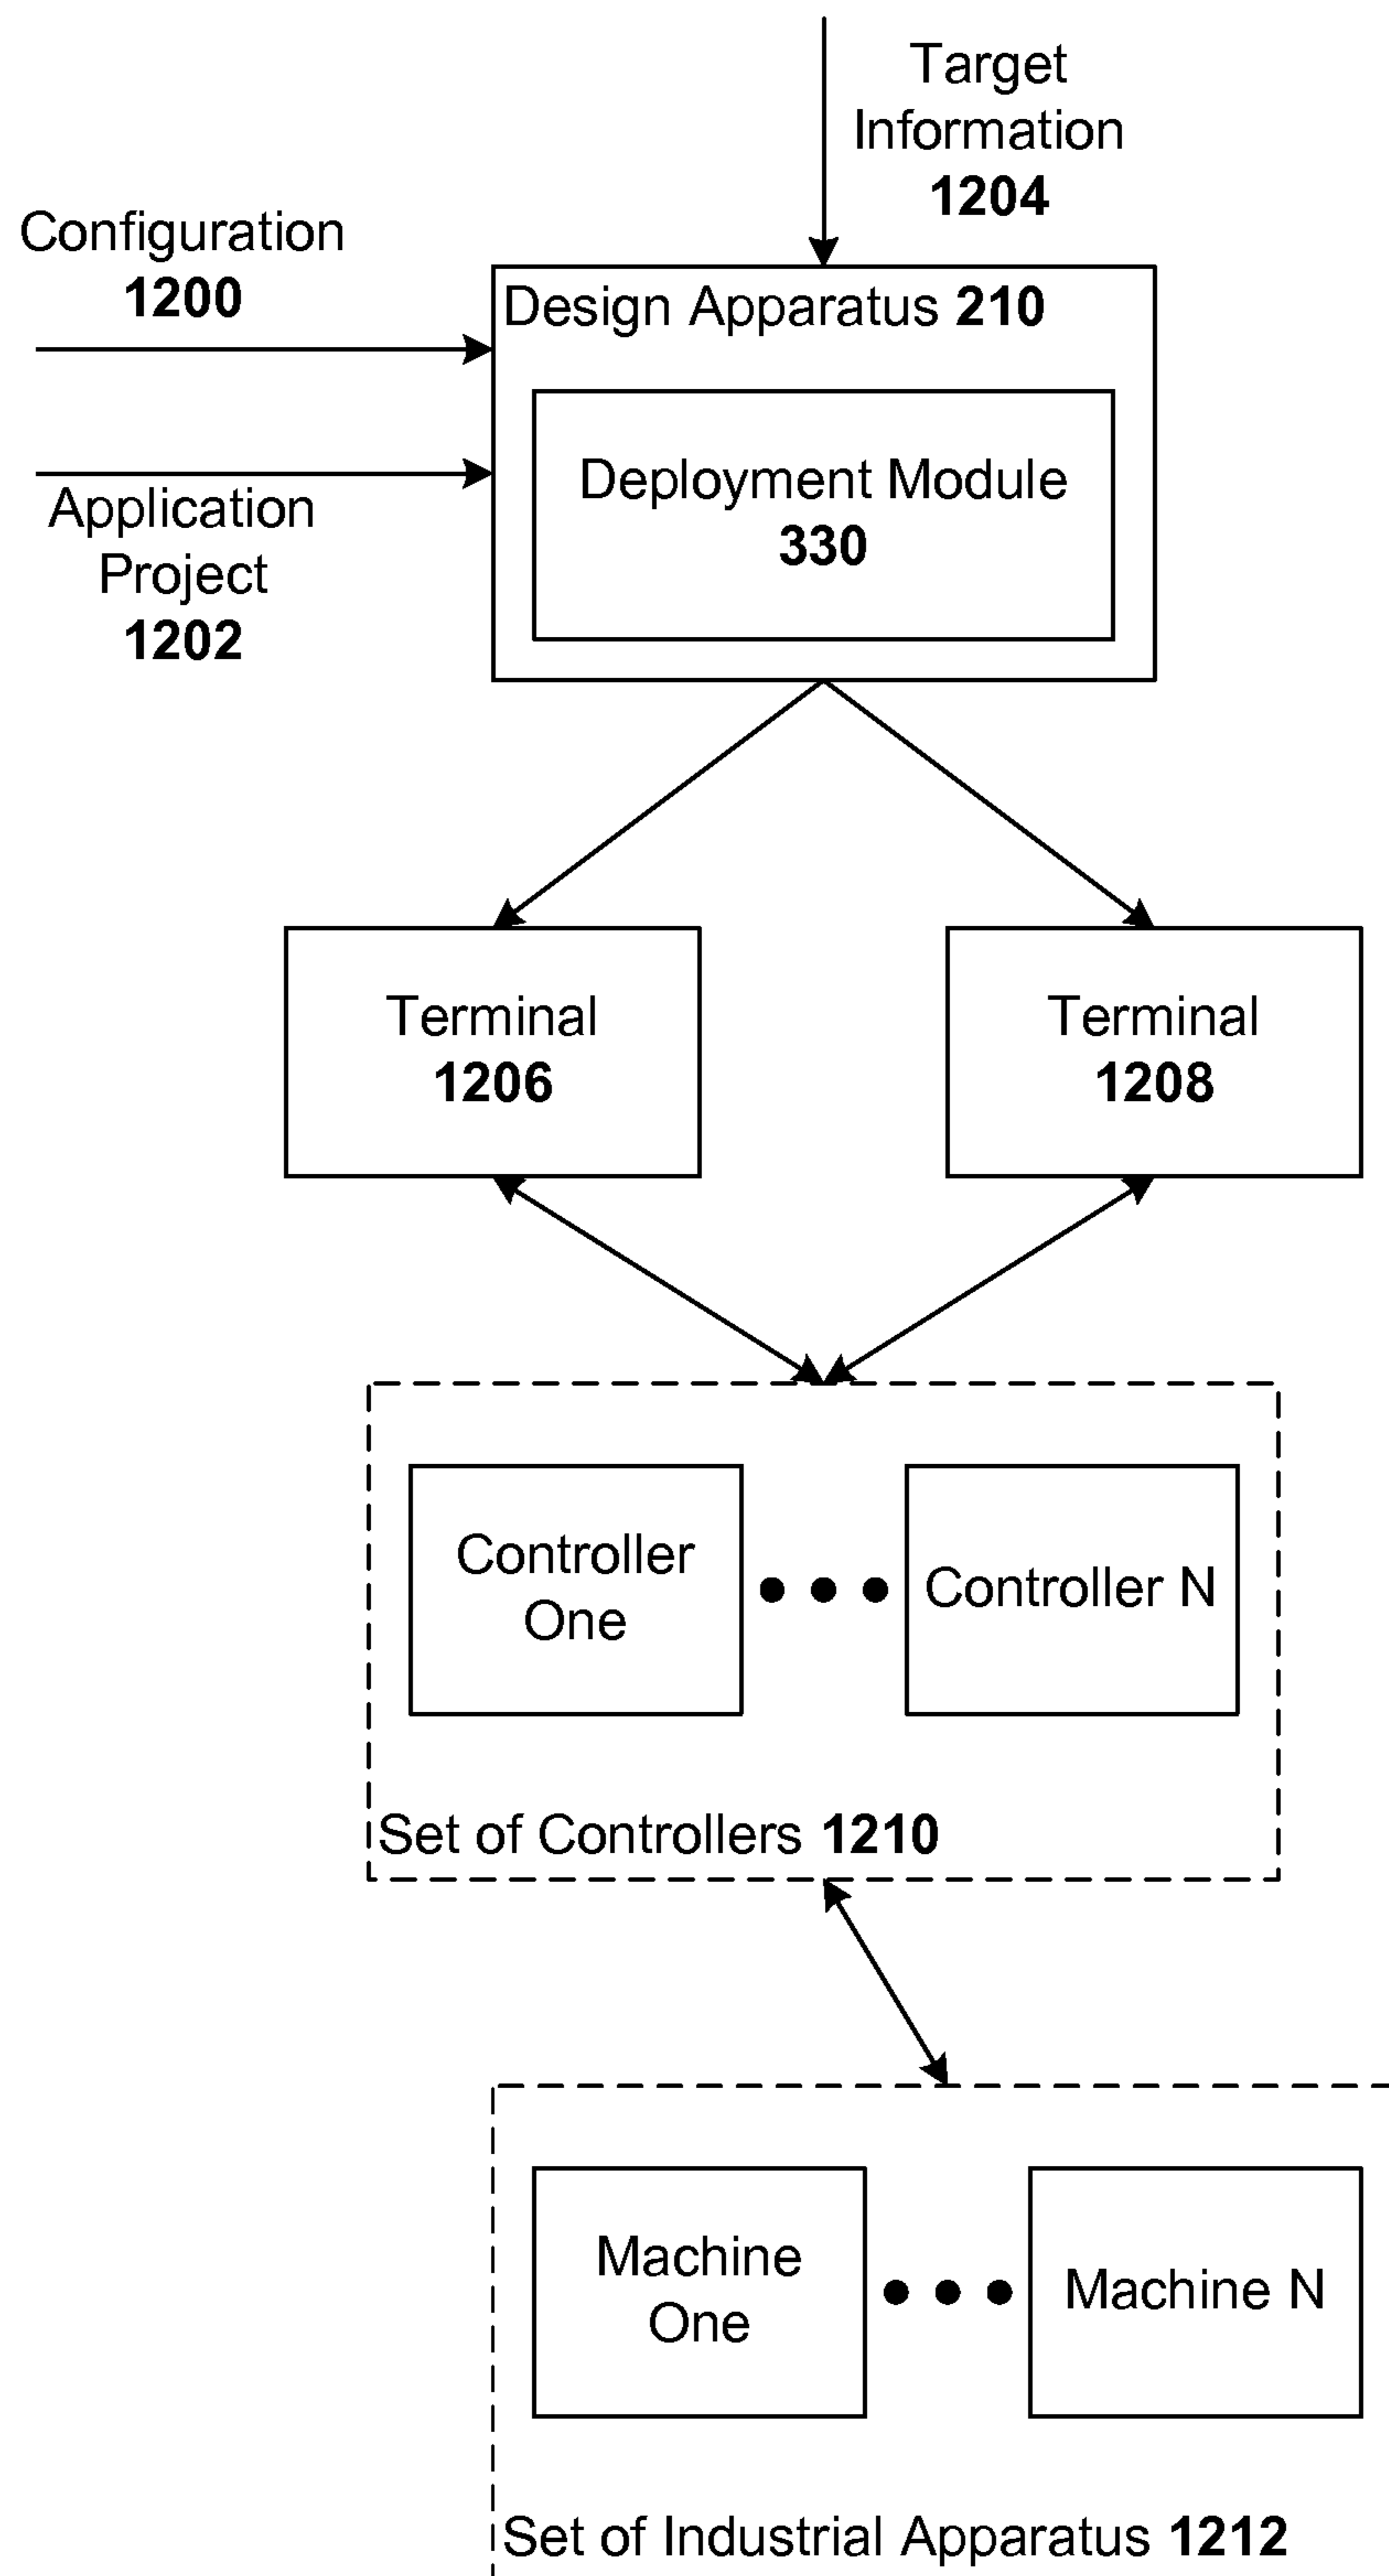 Target
Information
1204
Configuration
1200
Design Apparatus 210
Deployment Module
330
Application
Project
1202
Terminal
1206
Terminal
1208
Controller
One
Controller N
Set of Controllers 1210
Machine
One
Machine N
Set of Industrial Apparatus 1212